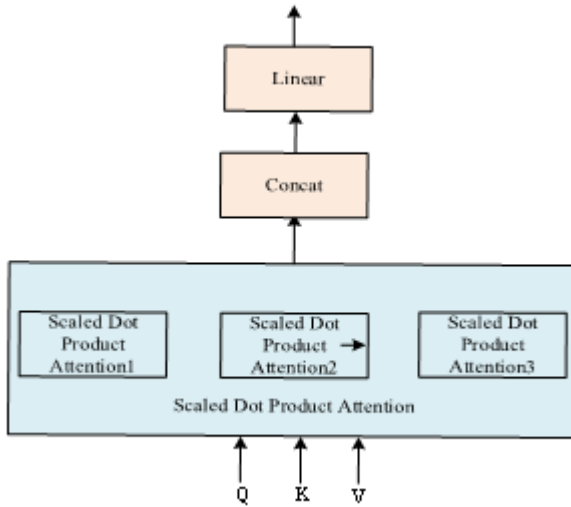 Linear
Concat
Scaled Dot
Product
Attention1
Scaled Dot
Product
Attention2
Scaled Dot
Product
Attention3
Scaled Dot Product Attention
Q K V